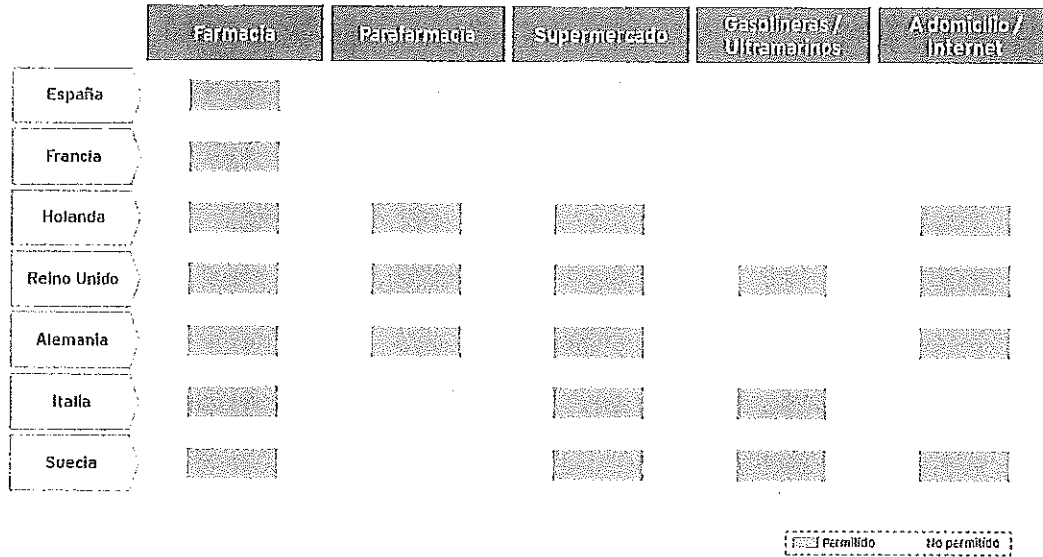 Farmacia
Parafarmacia
Supermercado
Gasolineras /
Ultramarinos
A domicilio /
Internet
España
Francia
Holanda
Reino Unido
Alemania
Italia
Suecia
Permitido
No permitido